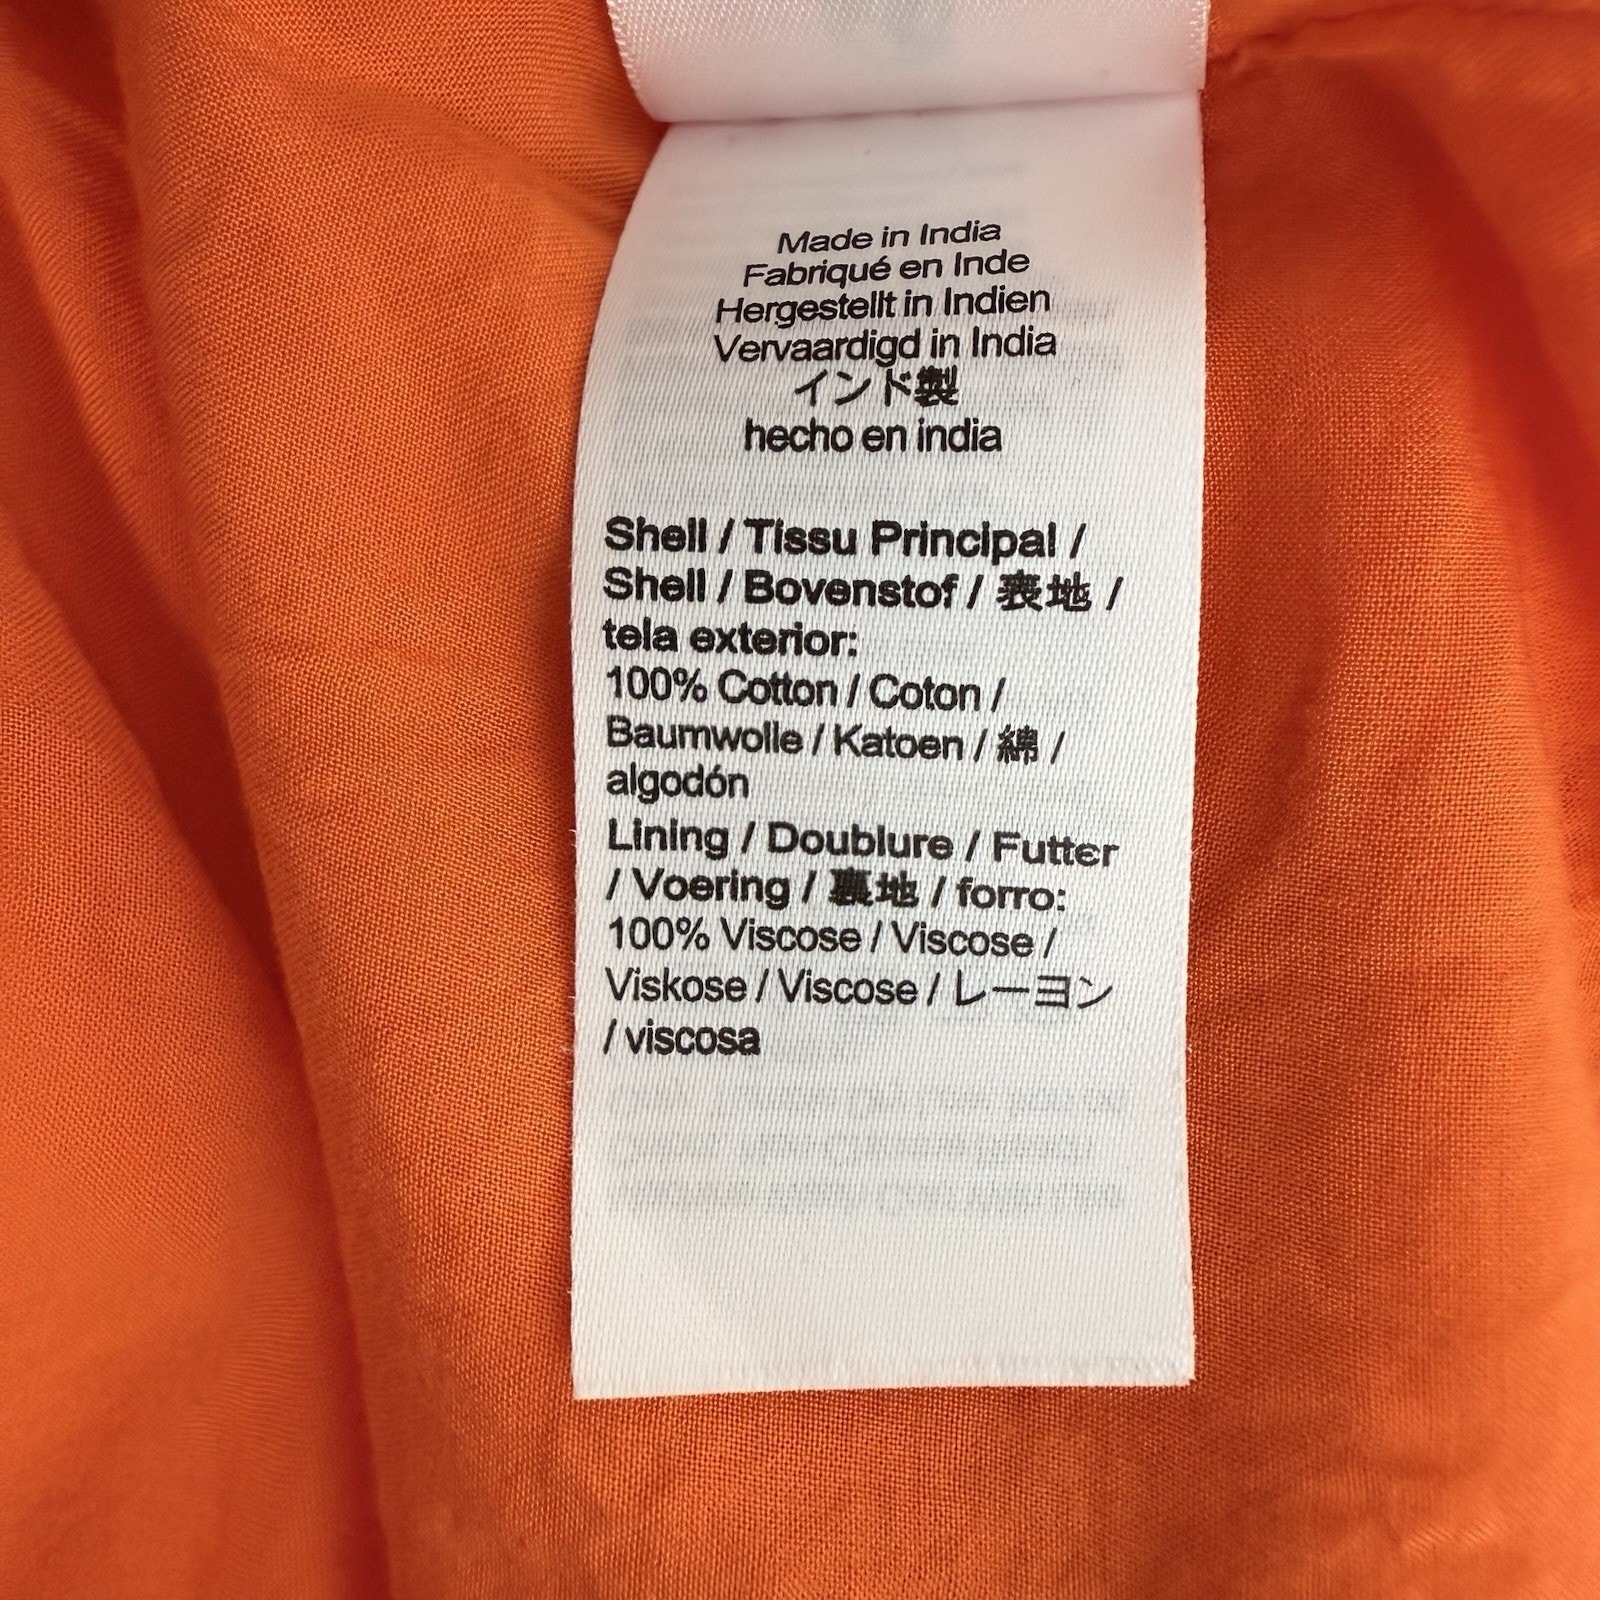 Made in India
Fabriqué en Inde
Hergestellt in Indien
Vervaardigd in India
インド製
hecho en india
Shell / Tissu Principal /
Shell / Bovenstof / 表地 /
tela exterior:
100% Cotton / Coton /
Baumwolle / Katoen / 綿 /
algodón
Lining / Doublure / Futter
/ Voering / 裏地 / forro:
100% Viscose / Viscose /
Viskose / Viscose / レーヨン
/ viscosa